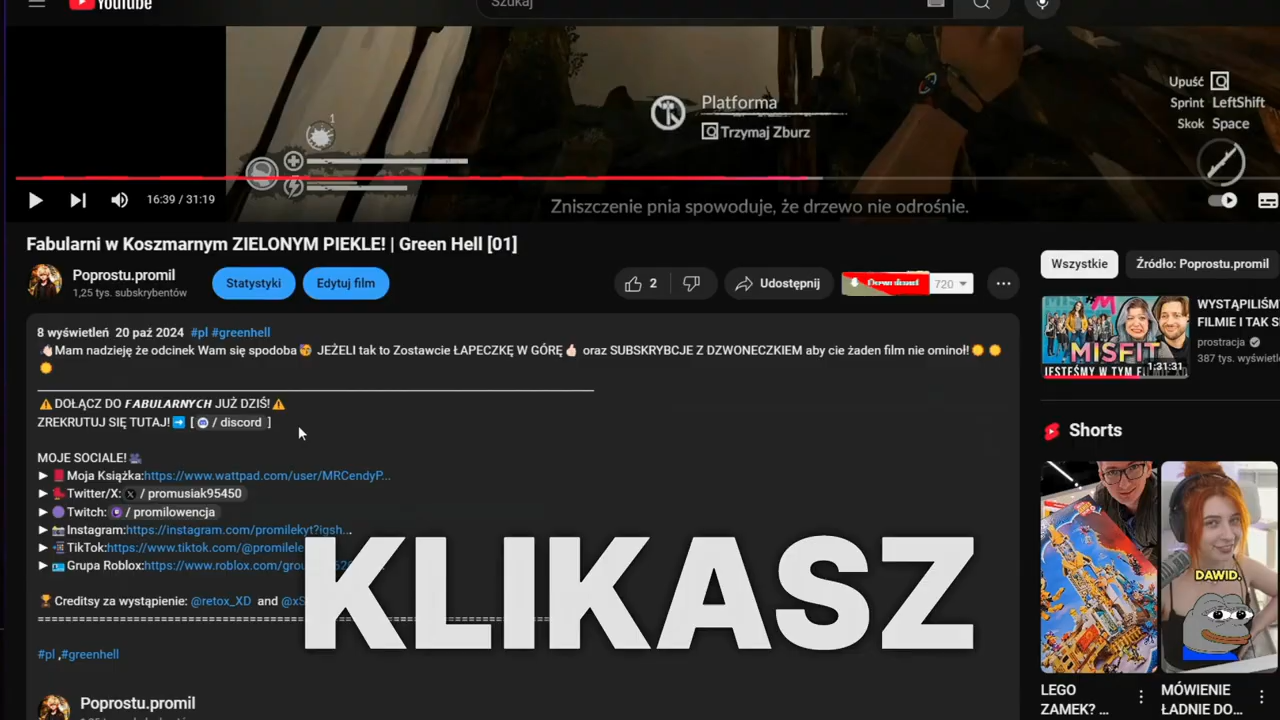 YouTube
Szukaj
Platforma
Q Trzymaj Zburz
1
Upuść Q
Sprint LeftShift
Skok Space
Zniszczenie pnia spowoduje, że drzewo nie odrośnie.
16:39 / 31:19
Fabularni w Koszmarnym ZIELONYM PIEKLE! | Green Hell [01]
Poprostu.promil
1,25 tys. subskrybentów
Statystyki
Edytuj film
2
Udostępnij
Download
720
8 wyświetleń 20 paź 2024 #pl #greenhell
👋🏻Mam nadzieję że odcinek Wam się spodoba🥳 JEŻELI tak to Zostawcie ŁAPECZKĘ W GÓRĘ👍🏻 oraz SUBSKRYBCJE Z DZWONECZKIEM aby cie żaden film nie ominoł!☀️☀️
☀️
⚠️DOŁĄCZ DO FABULARNYCH JUŻ DZIŚ!⚠️
ZREKRUTUJ SIĘ TUTAJ!➡️ [ / discord ]
MOJE SOCIALE!🎥
►📕Moja Książka:https://www.wattpad.com/user/MRCendyP...
►🐦Twitter/X: X / promusiak95450
►🟣Twitch: / promilowencja
►📸Instagram:https://instagram.com/promilekyt?igsh...
►📲TikTok:https://www.tiktok.com/@promilele
►🪪Grupa Roblox:https://www.roblox.com/grou
🏆Creditsy za wystąpienie: @retox_XD and @xS
#pl ,#greenhell
Poprostu.promil
KLIKASZ
Wszystkie
Źródło: Poprostu.promil
MISFIT
JESTEŚMY W TYM FI
1:31:31
WYSTĄPILIŚM
FILMIE I TAK S
prostracja
387 tys. wyświetle
Shorts
DAWID.
LEGO
ZAMEK? ...
MÓWIENIE
ŁADNIE DO...